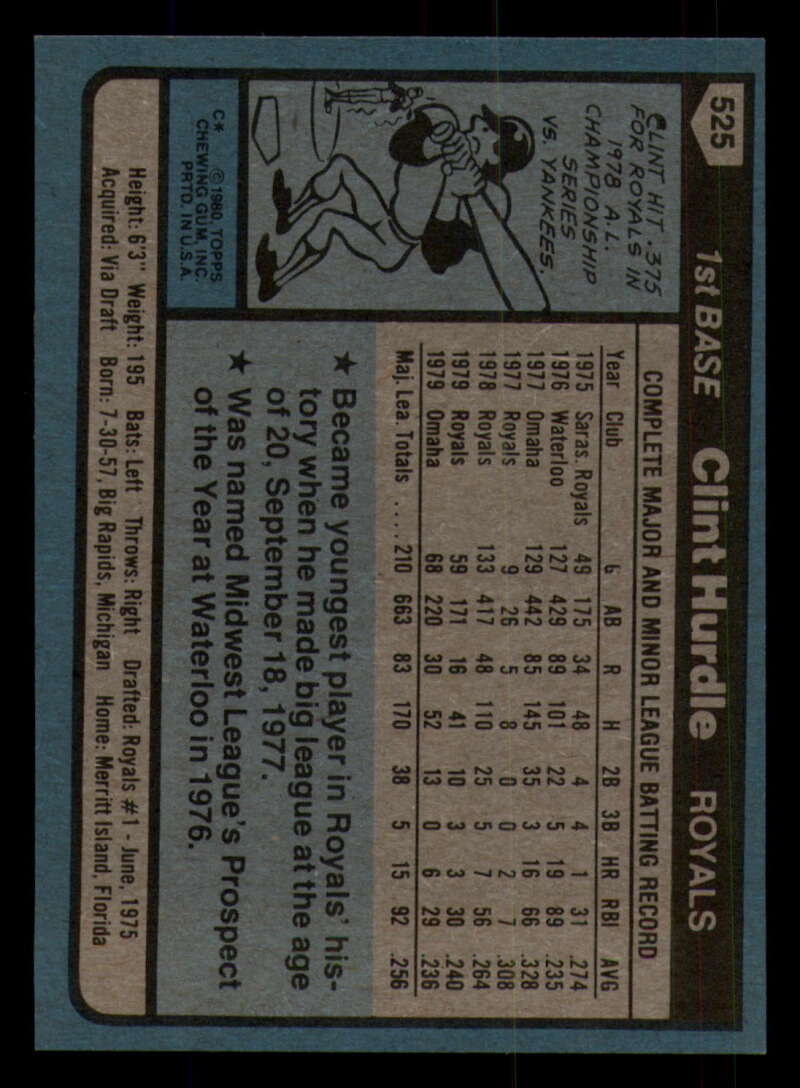 525
1st BASE Clint Hurdle ROYALS
CLINT HIT .375
FOR ROYALS IN
1978 A.L.
CHAMPIONSHIP
SERIES
VS. YANKEES.
C* ©1980, TOPPS
CHEWING GUM, INC.
PRTD. IN U.S.A.
COMPLETE MAJOR AND MINOR LEAGUE BATTING RECORD
Year Club G AB R H 2B 3B HR RBI AVG
1975 Saras. Royals 49 175 34 48 4 4 1 31 .274
1976 Waterloo 127 429 89 101 22 5 19 89 .235
1977 Omaha 129 442 85 145 35 3 16 66 .328
1977 Royals 9 26 5 8 0 0 2 7 .308
1978 Royals 133 417 48 110 25 5 7 56 .264
1979 Royals 59 171 16 41 10 3 3 30 .240
1979 Omaha 68 220 30 52 13 0 6 29 .236
Maj. Lea. Totals .... 210 663 83 170 38 5 15 92 .256
★ Became youngest player in Royals' his-
tory when he made big league at the age
of 20, September 18, 1977.
★ Was named Midwest League's Prospect
of the Year at Waterloo in 1976.
Height: 6'3" Weight: 195 Bats: Left Throws: Right Drafted: Royals #1 - June, 1975
Acquired: Via Draft Born: 7-30-57, Big Rapids, Michigan Home: Merritt Island, Florida